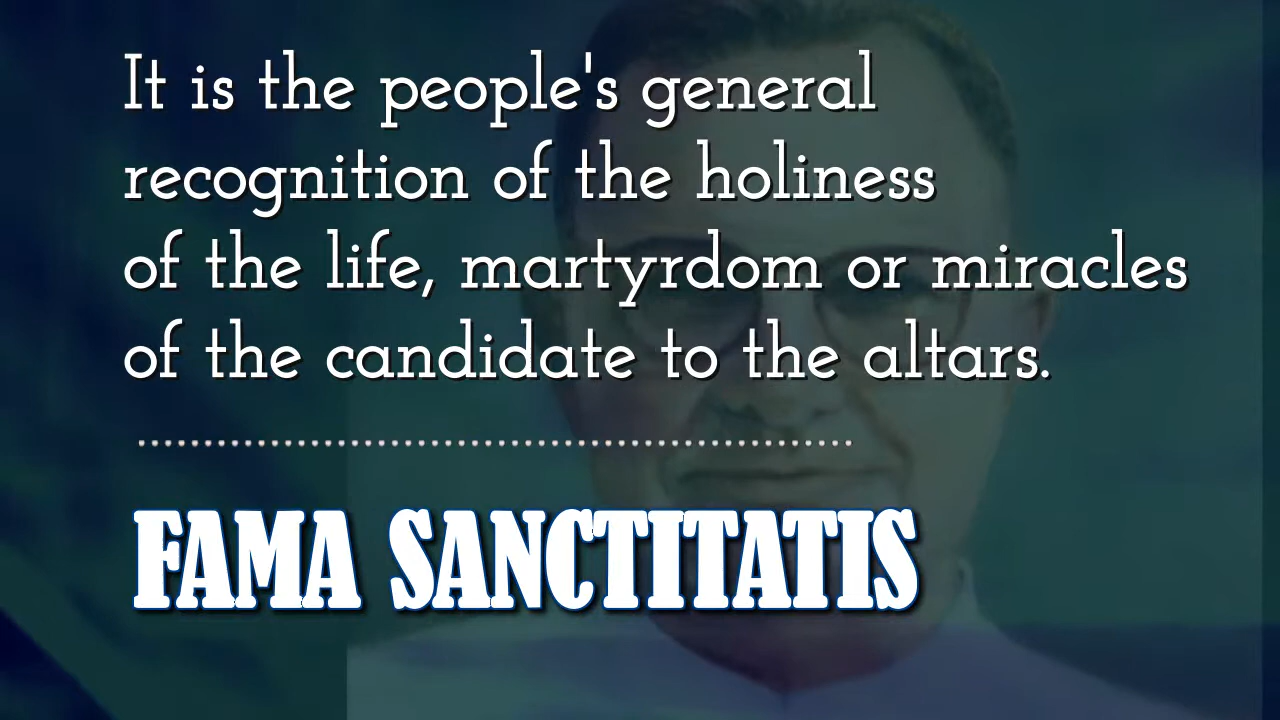 It is the people's general
recognition of the holiness
of the life, martyrdom or miracles
of the candidate to the altars.
FAMA SANCTITATIS